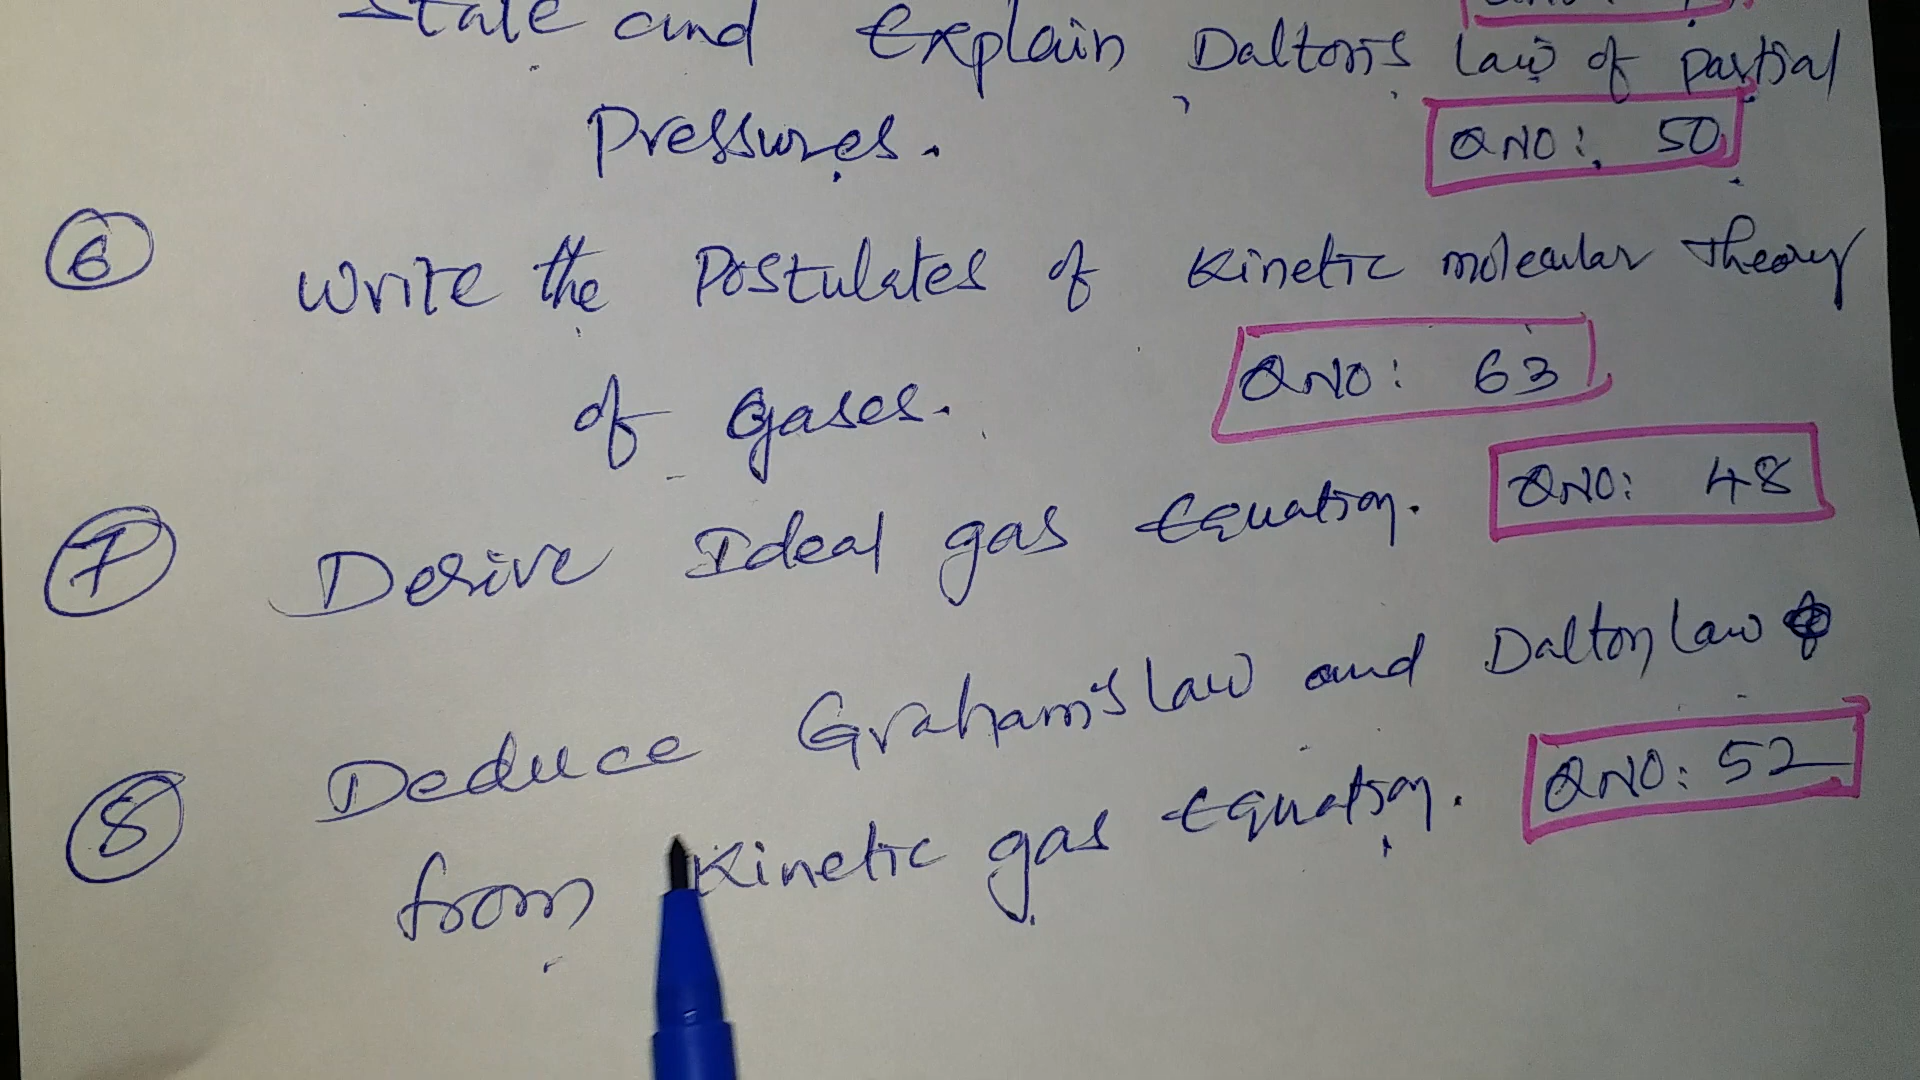 State and Explain Dalton's law of partial
Pressures.
QNO: 50
6
Write the Postulates of Kinetic molecular Theory
of Gases.
QNO: 63
7 Derive Ideal gas Equation.
QNO: 48
8 Deduce Graham's law and Dalton law
from Kinetic gas Equation.
QNO: 52